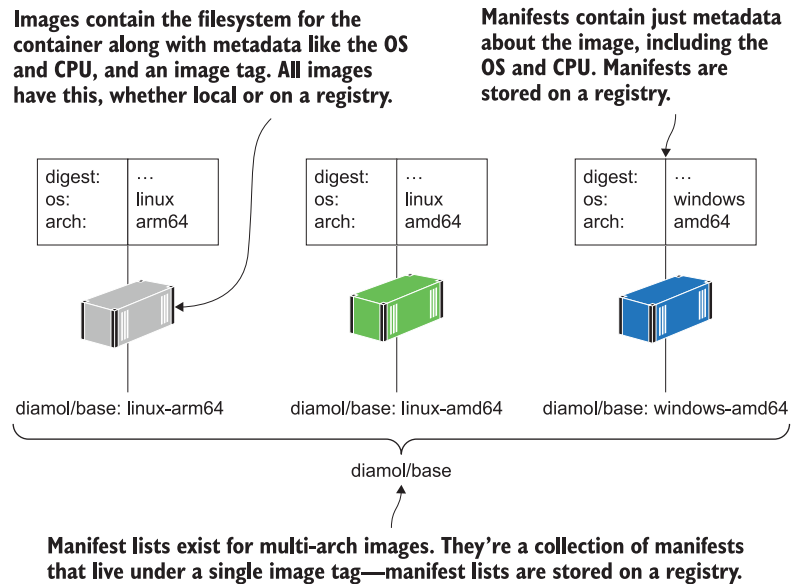 Images contain the filesystem for the
container along with metadata like the OS
and CPU, and an image tag. All images
have this, whether local or on a registry.
Manifests contain just metadata
about the image, including the
OS and CPU. Manifests are
stored on a registry.
digest: …
os: linux
arch: arm64
digest: …
os: linux
arch: amd64
digest: …
os: windows
arch: amd64
diamol/base: linux-arm64
diamol/base: linux-amd64
diamol/base: windows-amd64
diamol/base
Manifest lists exist for multi-arch images. They’re a collection of manifests
that live under a single image tag—manifest lists are stored on a registry.